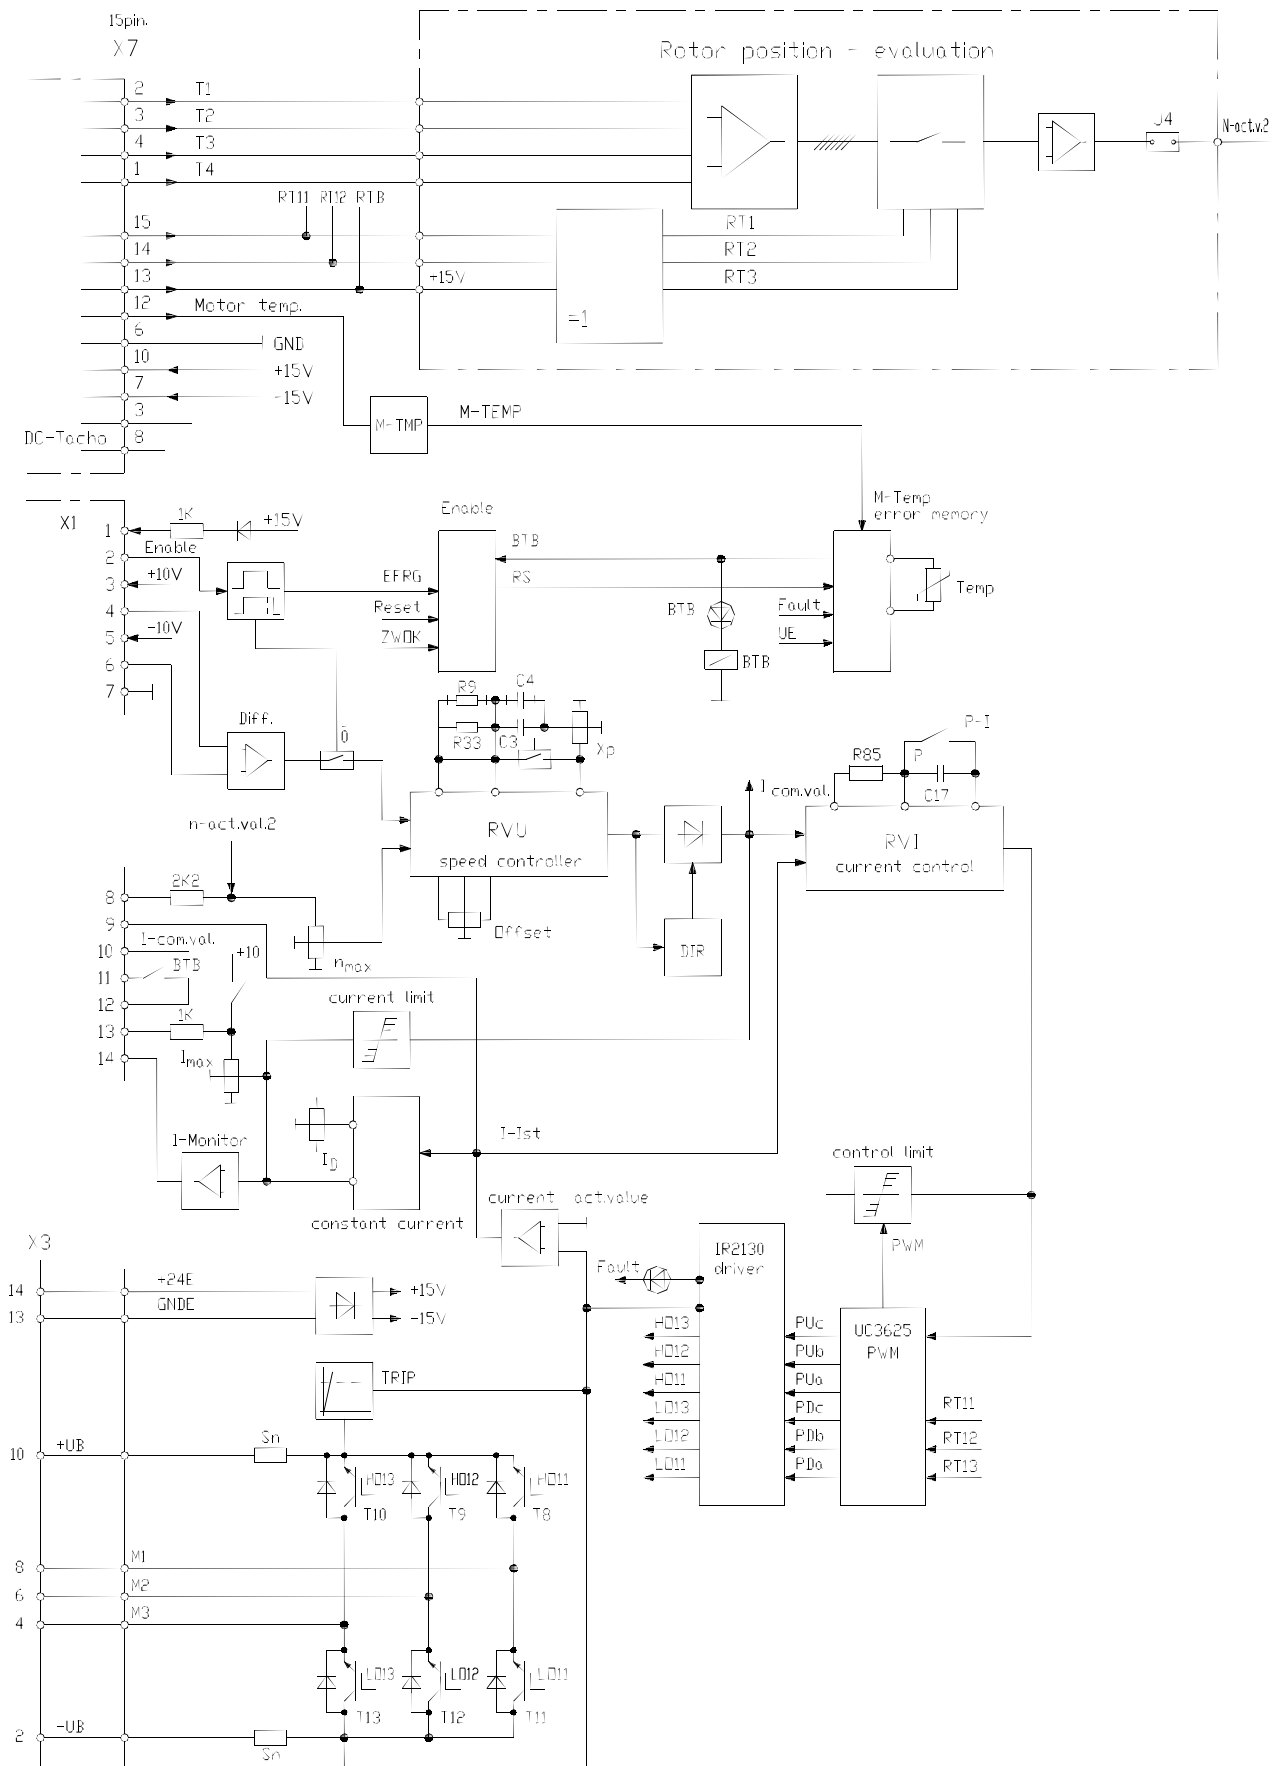 15pin.
X7
Rotor position - evaluation
2 T1
3 T2
4 T3
1 T4
J4
N-act.v.2
RT11 RT12
15
14
13
+15V
RT1
RT2
RT3
=1
12 Motor temp.
6 GND
10 +15V
7 -15V
3
DC-Tacho 8
M-TMP
M-TEMP
X1
1 1K +15V
2 Enable
3 +10V
4
5 -10V
6
7
Enable
EFRG
Reset
BTB
RS
BTB
BTB
M-Temp
error memory
Fault
UE
Temp
Diff.
0
R9 C4
R33 C3
Xp
RVU
speed controller
Offset
DIR
I com.val.
R85 P P-I
C17
RVI
current control
n-act.val.2
8 2K2
9
10 I-com.val.
11 BTB
12
13 1K
14
+10
nmax
current limit
Imax
I-Monitor
ID
constant current
I-Ist
current act.value
control limit
PWM
X3
14 +24E
13 GNDE
+15V
-15V
TRIP
Fault
IR2130
driver
HO13 PUc
HO12 PUb
HO11 PUa
LO13 PDc
LO12 PDb
LO11 PDa
UC3625
PWM
RT11
RT12
RT13
10 +UB Sn
HO13 HO12 HO11
T10 T9 T8
8 M1
6 M2
4 M3
LO13 LO12 LO11
T13 T12 T11
2 -UB Sn